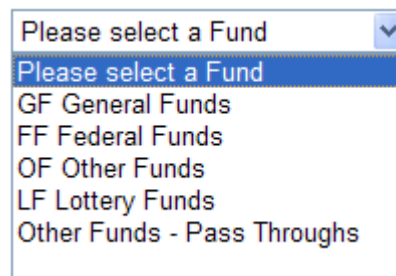 Please select a Fund
Please select a Fund
GF General Funds
FF Federal Funds
OF Other Funds
LF Lottery Funds
Other Funds - Pass Throughs